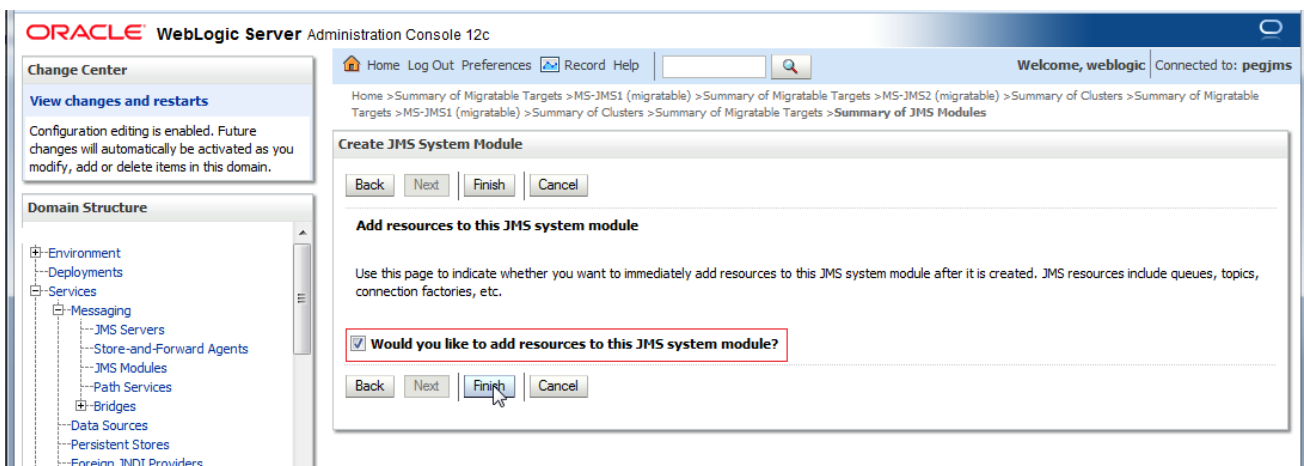 ORACLE WebLogic Server Administration Console 12c
Change Center
View changes and restarts
Configuration editing is enabled. Future
changes will automatically be activated as you
modify, add or delete items in this domain.
Domain Structure
Environment
Deployments
Services
Messaging
JMS Servers
Store-and-Forward Agents
JMS Modules
Path Services
Bridges
Data Sources
Persistent Stores
Foreign JNDI Providers
Home Log Out Preferences Record Help
Welcome, weblogic Connected to: pegjms
Home >Summary of Migratable Targets >MS-JMS1 (migratable) >Summary of Migratable Targets >MS-JMS2 (migratable) >Summary of Clusters >Summary of Migratable
Targets >MS-JMS1 (migratable) >Summary of Clusters >Summary of Migratable Targets >Summary of JMS Modules
Create JMS System Module
Back Next Finish Cancel
Add resources to this JMS system module
Use this page to indicate whether you want to immediately add resources to this JMS system module after it is created. JMS resources include queues, topics,
connection factories, etc.
Would you like to add resources to this JMS system module?
Back Next Finish Cancel